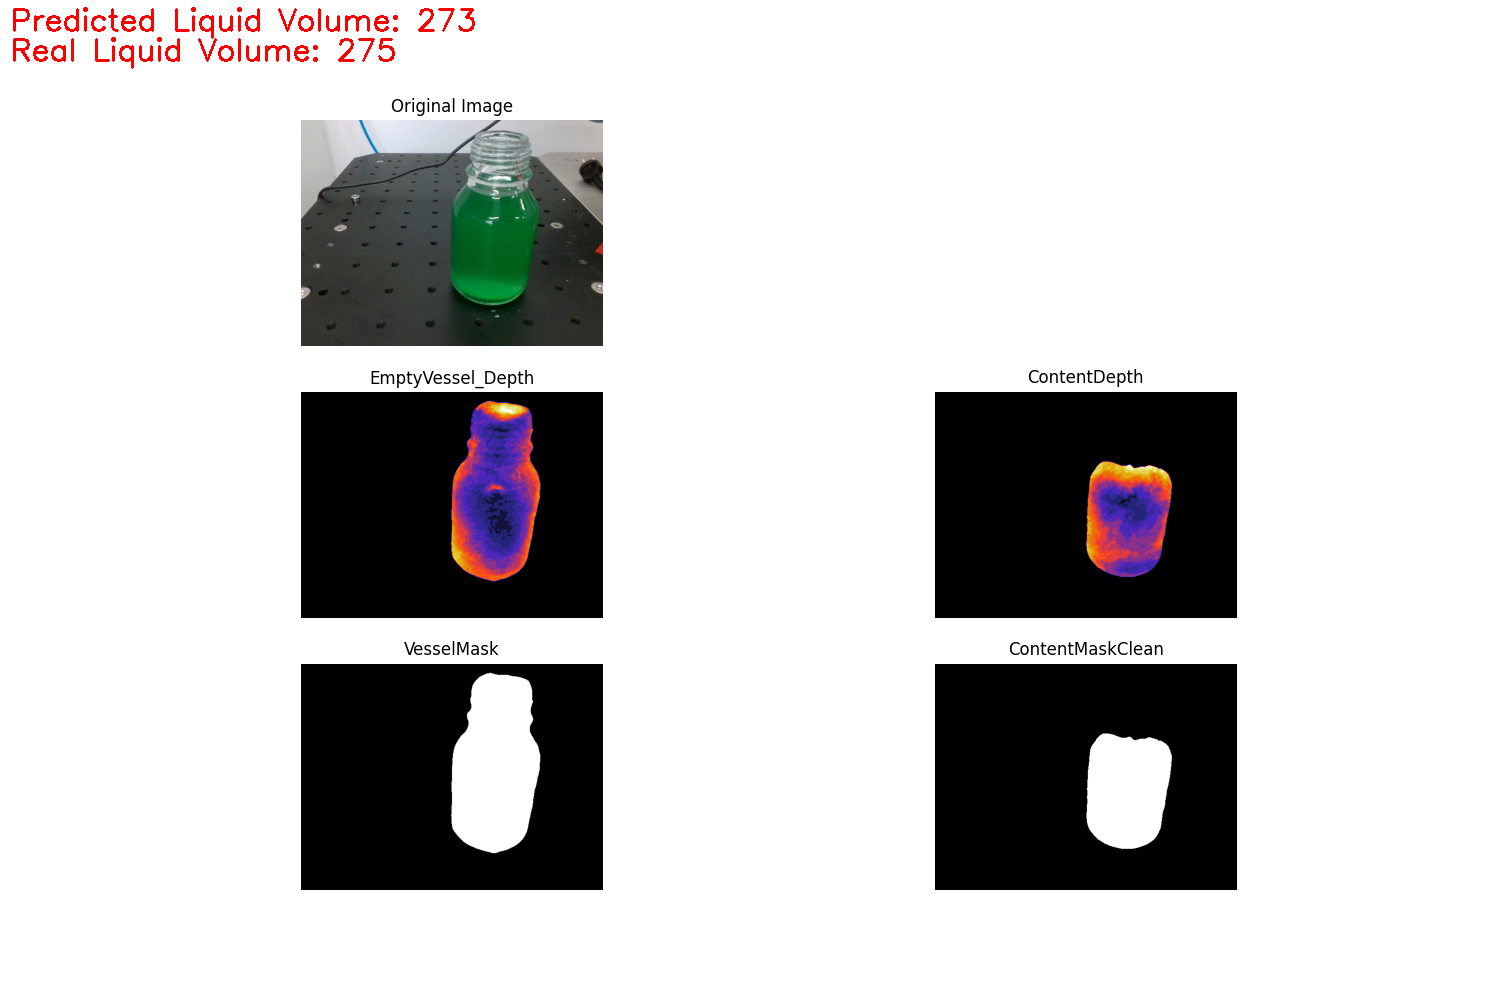 Predicted Liquid Volume: 273
Real Liquid Volume: 275
Original Image
EmptyVessel_Depth
ContentDepth
VesselMask
ContentMaskClean